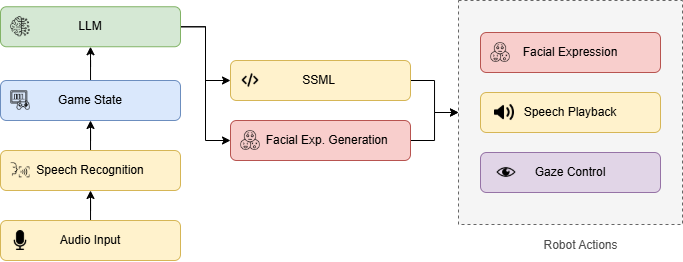 LLM
Game State
Speech Recognition
Audio Input
</>
SSML
Facial Exp. Generation
Facial Expression
Speech Playback
Gaze Control
Robot Actions